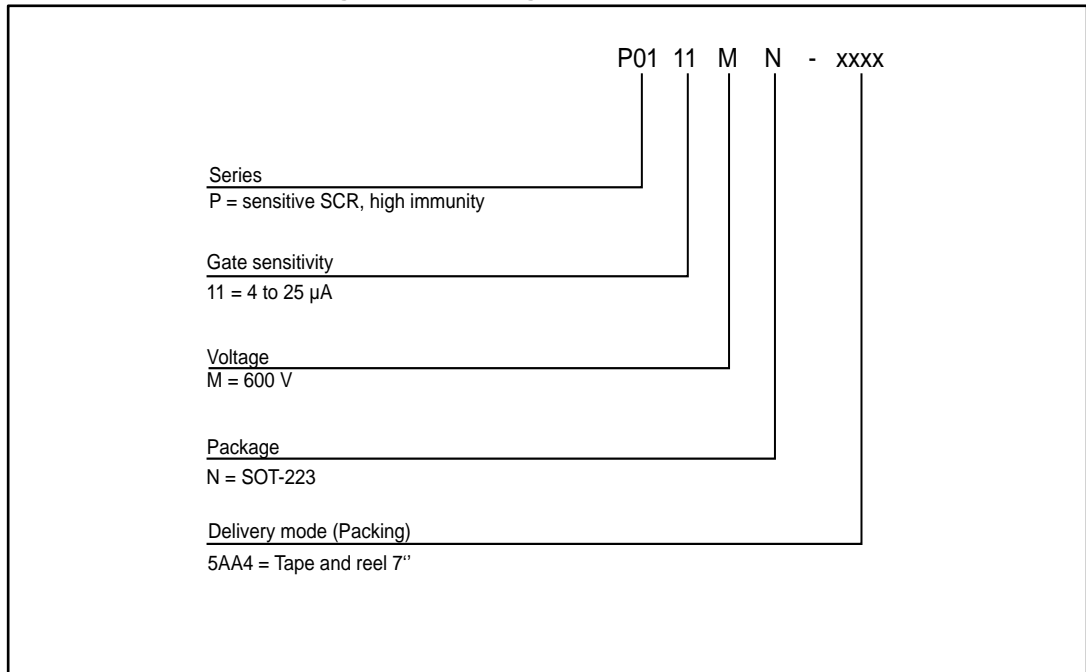 P01 11 M N - xxxx
Series
P = sensitive SCR, high immunity
Gate sensitivity
11 = 4 to 25 µA
Voltage
M = 600 V
Package
N = SOT-223
Delivery mode (Packing)
5AA4 = Tape and reel 7‘’